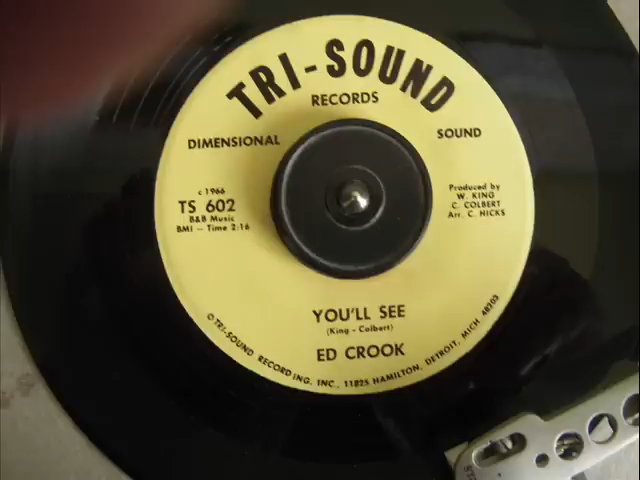 TRI-SOUND
RECORDS
DIMENSIONAL SOUND
c 1966
TS 602
B&B Music
BMI — Time 2:16
Produced by
W. KING
C. COLBERT
Arr. C. HICKS
YOU'LL SEE
(King - Colbert)
ED CROOK
© TRI-SOUND RECORDING, INC., 11825 HAMILTON, DETROIT, MICH 48203